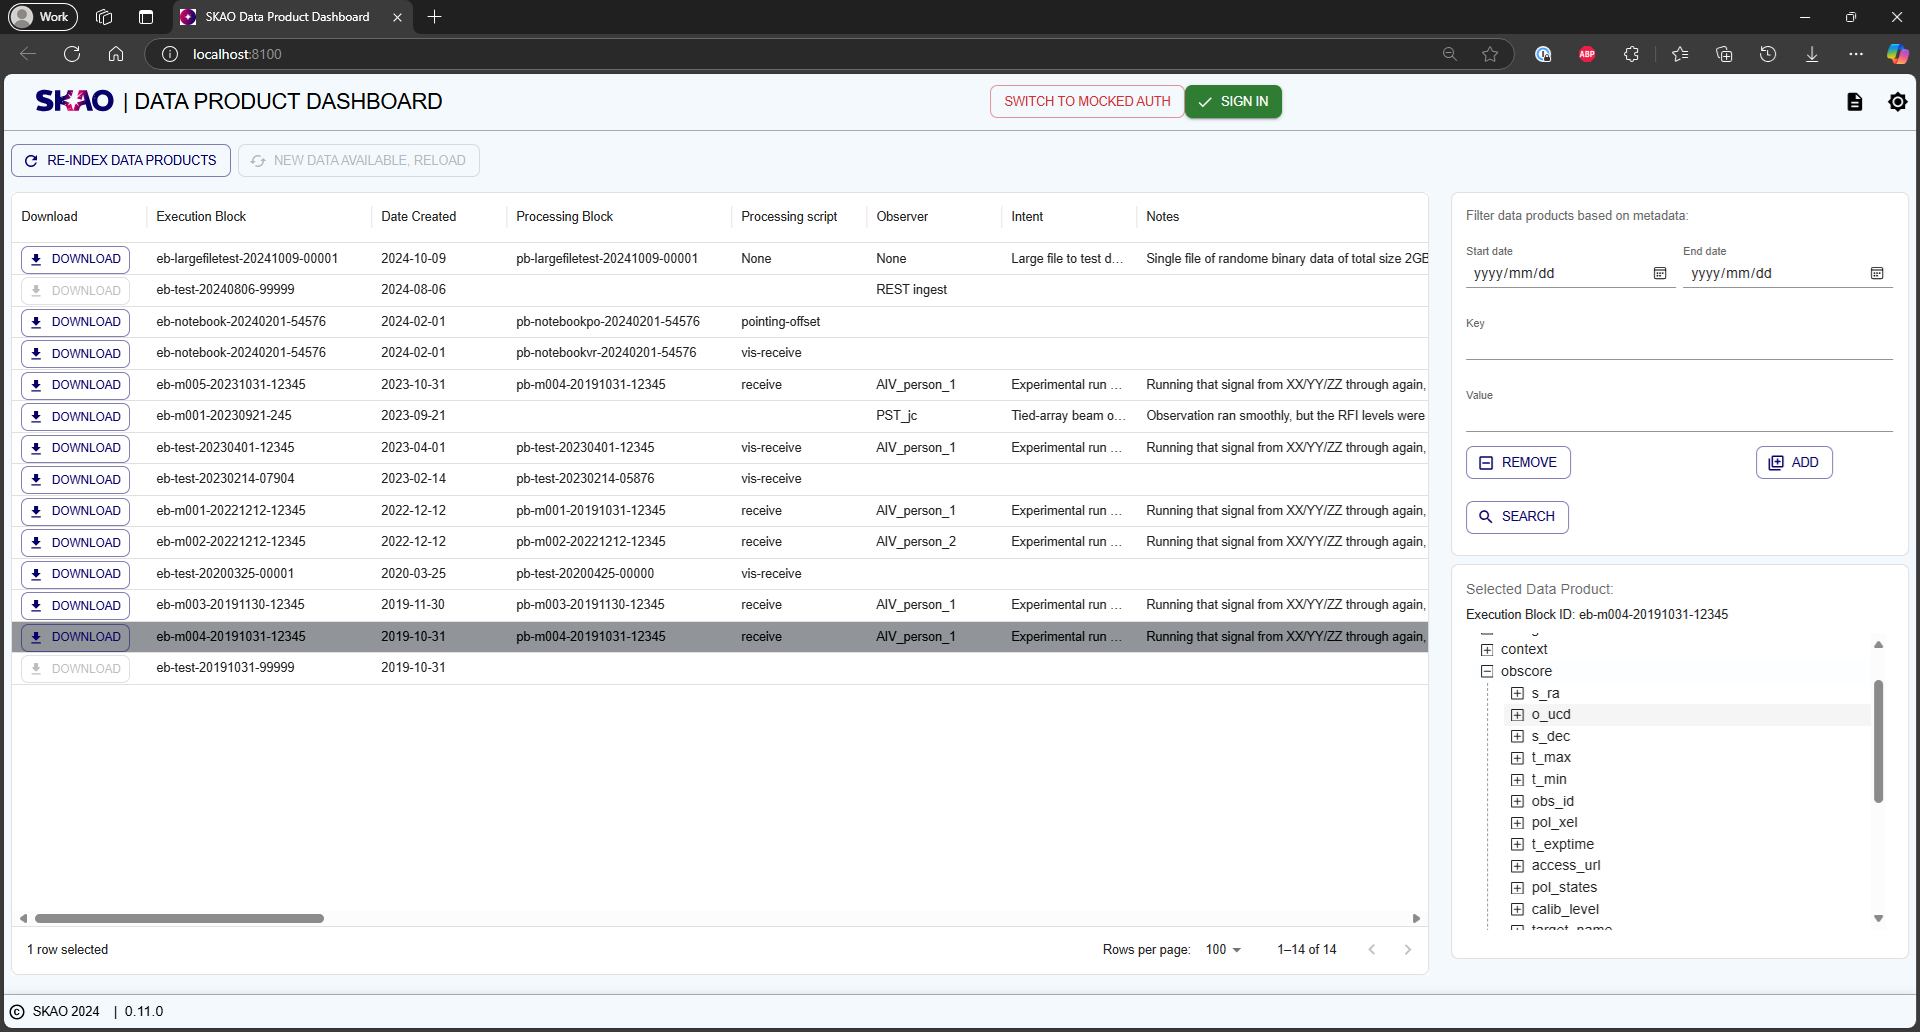 Work
SKAO Data Product Dashboard
localhost:8100
ABP
SKAO | DATA PRODUCT DASHBOARD
SWITCH TO MOCKED AUTH
SIGN IN
RE-INDEX DATA PRODUCTS
NEW DATA AVAILABLE, RELOAD
Download Execution Block Date Created Processing Block Processing script Observer Intent Notes
DOWNLOAD eb-largefiletest-20241009-00001 2024-10-09 pb-largefiletest-20241009-00001 None None Large file to test d... Single file of randome binary data of total size 2GB
DOWNLOAD eb-test-20240806-99999 2024-08-06 REST ingest
DOWNLOAD eb-notebook-20240201-54576 2024-02-01 pb-notebookpo-20240201-54576 pointing-offset
DOWNLOAD eb-notebook-20240201-54576 2024-02-01 pb-notebookvr-20240201-54576 vis-receive
DOWNLOAD eb-m005-20231031-12345 2023-10-31 pb-m004-20191031-12345 receive AIV_person_1 Experimental run ... Running that signal from XX/YY/ZZ through again,
DOWNLOAD eb-m001-20230921-245 2023-09-21 PST_jc Tied-array beam o... Observation ran smoothly, but the RFI levels were
DOWNLOAD eb-test-20230401-12345 2023-04-01 pb-test-20230401-12345 vis-receive AIV_person_1 Experimental run ... Running that signal from XX/YY/ZZ through again,
DOWNLOAD eb-test-20230214-07904 2023-02-14 pb-test-20230214-05876 vis-receive
DOWNLOAD eb-m001-20221212-12345 2022-12-12 pb-m001-20191031-12345 receive AIV_person_1 Experimental run ... Running that signal from XX/YY/ZZ through again,
DOWNLOAD eb-m002-20221212-12345 2022-12-12 pb-m002-20221212-12345 receive AIV_person_2 Experimental run ... Running that signal from XX/YY/ZZ through again,
DOWNLOAD eb-test-20200325-00001 2020-03-25 pb-test-20200425-00000 vis-receive
DOWNLOAD eb-m003-20191130-12345 2019-11-30 pb-m003-20191130-12345 receive AIV_person_1 Experimental run ... Running that signal from XX/YY/ZZ through again,
DOWNLOAD eb-m004-20191031-12345 2019-10-31 pb-m004-20191031-12345 receive AIV_person_1 Experimental run ... Running that signal from XX/YY/ZZ through again,
DOWNLOAD eb-test-20191031-99999 2019-10-31
1 row selected
Rows per page: 100
1–14 of 14
Filter data products based on metadata:
Start date End date
yyyy/mm/dd yyyy/mm/dd
Key
Value
REMOVE ADD
SEARCH
Selected Data Product:
Execution Block ID: eb-m004-20191031-12345
context
obscore
s_ra
o_ucd
s_dec
t_max
t_min
obs_id
pol_xel
t_exptime
access_url
pol_states
calib_level
target_name
© SKAO 2024 | 0.11.0